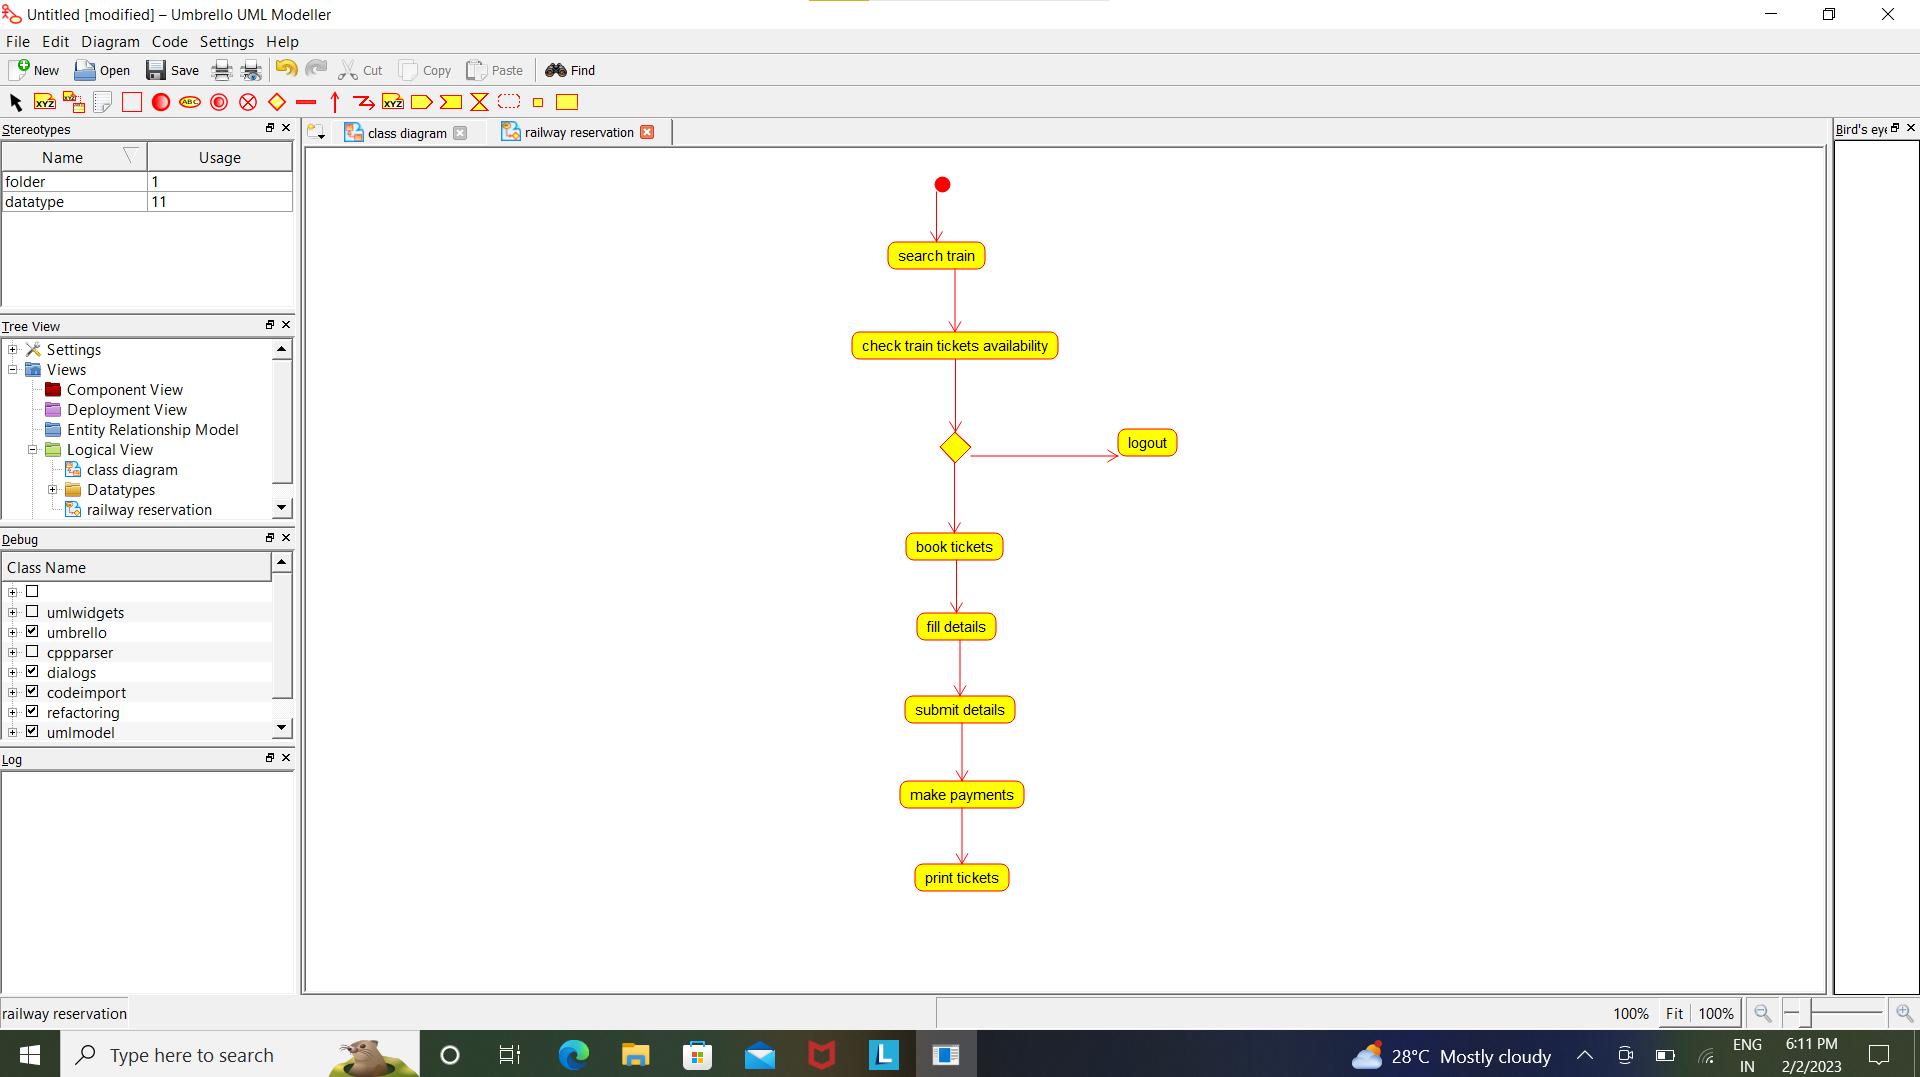 Untitled [modified] – Umbrello UML Modeller
File Edit Diagram Code Settings Help
New Open Save Cut Copy Paste Find
XYZ XYZ ABC XYZ
Stereotypes
Name Usage
folder 1
datatype 11
Tree View
Settings
Views
Component View
Deployment View
Entity Relationship Model
Logical View
class diagram
Datatypes
railway reservation
Debug
Class Name
umlwidgets
umbrello
cppparser
dialogs
codeimport
refactoring
umlmodel
Log
class diagram railway reservation
search train
check train tickets availability
logout
book tickets
fill details
submit details
make payments
print tickets
Bird's eye
railway reservation
100% Fit 100%
Type here to search
L
28°C Mostly cloudy
ENG
IN
6:11 PM
2/2/2023